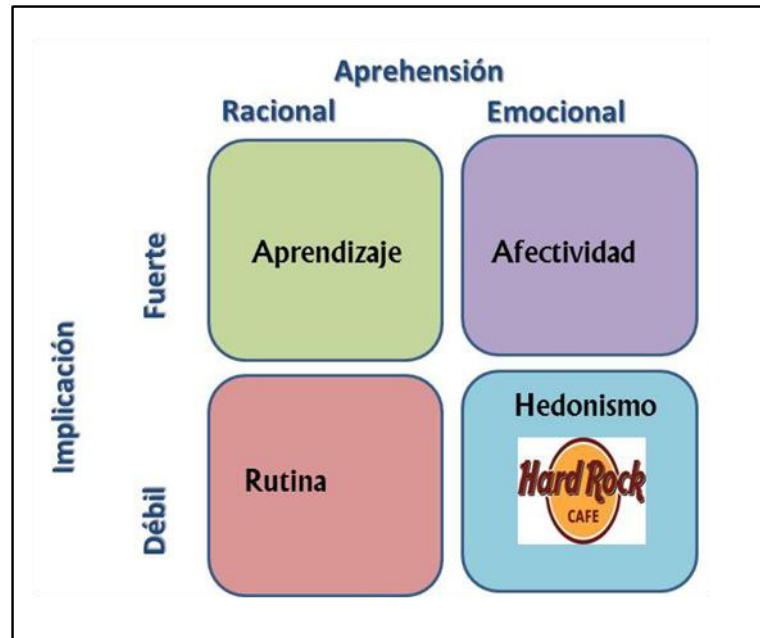 Aprehensión
Racional Emocional
Implicación
Fuerte
Aprendizaje
Afectividad
Débil
Rutina
Hedonismo
Hard Rock
CAFE